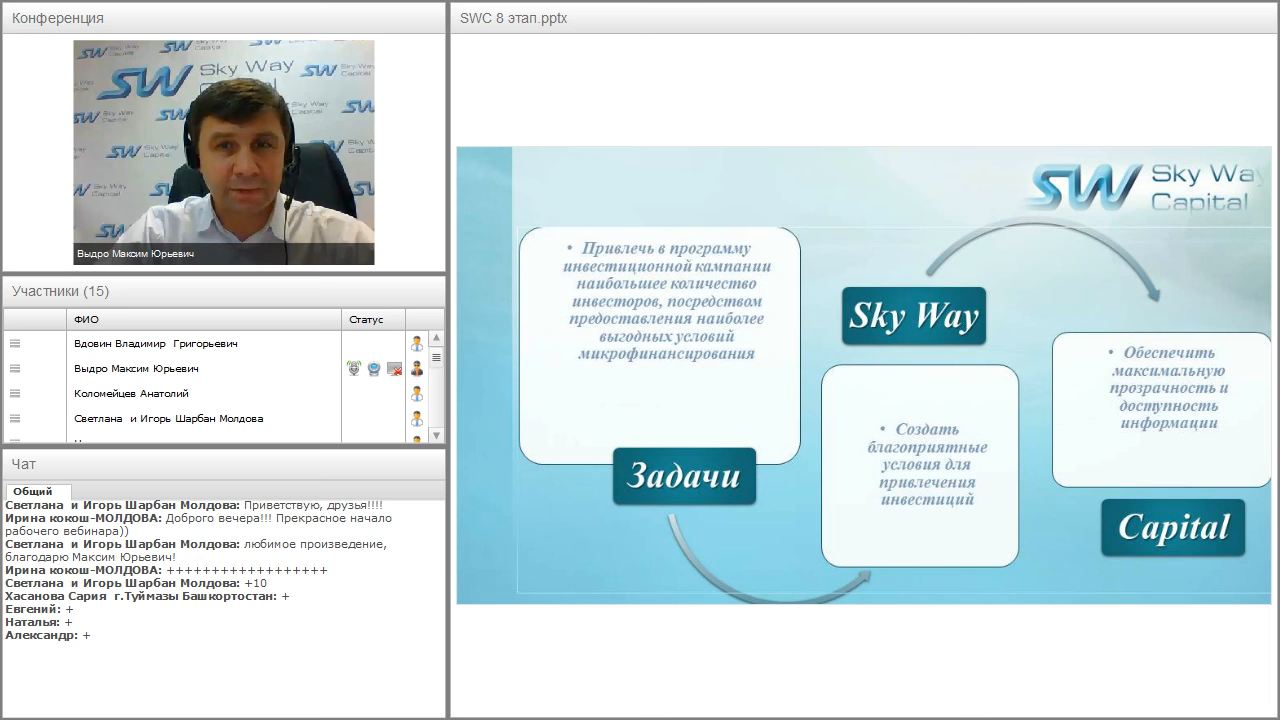 Конференция
SW
Sky Way
Capital
Выдро Максим Юрьевич
Участники (15)
ФИО
Статус
Вдовин Владимир Григорьевич
Выдро Максим Юрьевич
Коломейцев Анатолий
Светлана и Игорь Шарбан Молдова
Чат
Общий
Светлана и Игорь Шарбан Молдова: Приветствую, друзья!!!!
Ирина кокош-МОЛДОВА: Доброго вечера!!! Прекрасное начало
рабочего вебинара))
Светлана и Игорь Шарбан Молдова: любимое произведение,
благодарю Максим Юрьевич!
Ирина кокош-МОЛДОВА: ++++++++++++++++++
Светлана и Игорь Шарбан Молдова: +10
Хасанова Сария г.Туймазы Башкортостан: +
Евгений: +
Наталья: +
Александр: +
SWC 8 этап.pptx
SW Sky Way
Capital
• Привлечь в программу
инвестиционной кампании
наибольшее количество
инвесторов, посредством
предоставления наиболее
выгодных условий
микрофинансирования
Задачи
Sky Way
• Создать
благоприятные
условия для
привлечения
инвестиций
• Обеспечить
максимальную
прозрачность и
доступность
информации
Capital